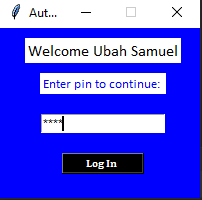 Aut...
Welcome Ubah Samuel
Enter pin to continue:
****
Log In